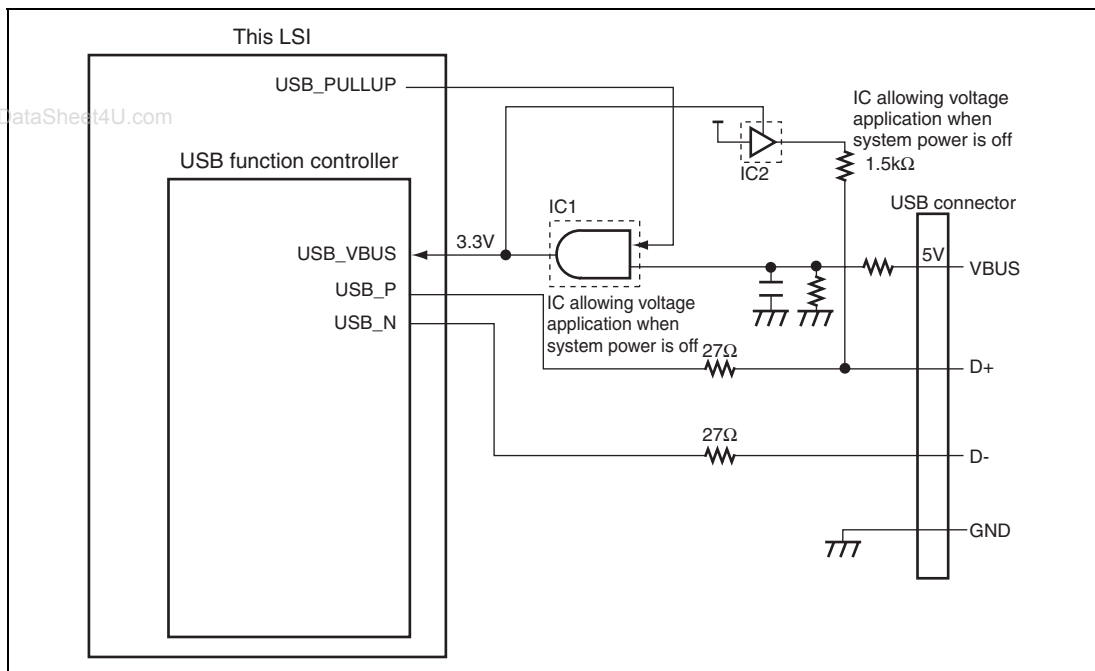 This LSI
USB_PULLUP
DataSheet4U.com
IC allowing voltage
application when
system power is off
1.5kΩ
IC2
USB function controller
USB connector
IC1
USB_VBUS
3.3V
5V
VBUS
USB_P
USB_N
IC allowing voltage
application when
system power is off
27Ω
D+
27Ω
D-
GND